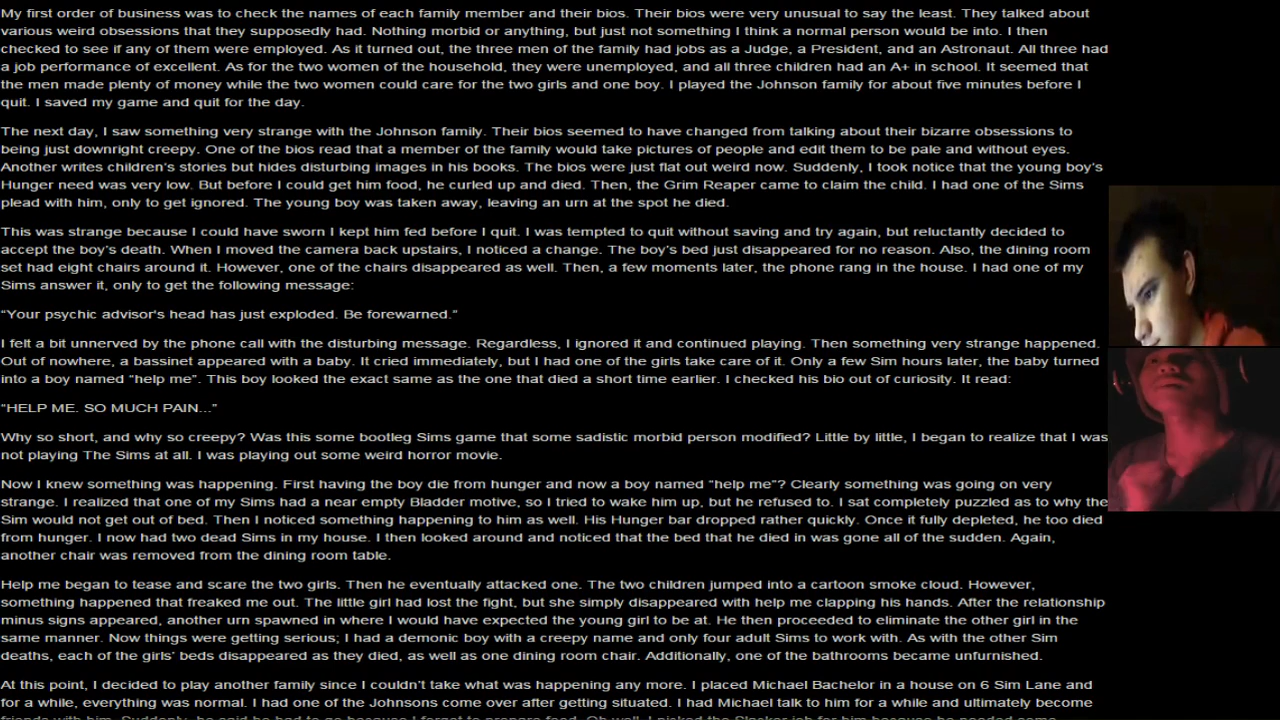 My first order of business was to check the names of each family member and their bios. Their bios were very unusual to say the least. They talked about
various weird obsessions that they supposedly had. Nothing morbid or anything, but just not something I think a normal person would be into. I then
checked to see if any of them were employed. As it turned out, the three men of the family had jobs as a Judge, a President, and an Astronaut. All three had
a job performance of excellent. As for the two women of the household, they were unemployed, and all three children had an A+ in school. It seemed that
the men made plenty of money while the two women could care for the two girls and one boy. I played the Johnson family for about five minutes before I
quit. I saved my game and quit for the day.
The next day, I saw something very strange with the Johnson family. Their bios seemed to have changed from talking about their bizarre obsessions to
being just downright creepy. One of the bios read that a member of the family would take pictures of people and edit them to be pale and without eyes.
Another writes children's stories but hides disturbing images in his books. The bios were just flat out weird now. Suddenly, I took notice that the young boy's
Hunger need was very low. But before I could get him food, he curled up and died. Then, the Grim Reaper came to claim the child. I had one of the Sims
plead with him, only to get ignored. The young boy was taken away, leaving an urn at the spot he died.
This was strange because I could have sworn I kept him fed before I quit. I was tempted to quit without saving and try again, but reluctantly decided to
accept the boy's death. When I moved the camera back upstairs, I noticed a change. The boy's bed just disappeared for no reason. Also, the dining room
set had eight chairs around it. However, one of the chairs disappeared as well. Then, a few moments later, the phone rang in the house. I had one of my
Sims answer it, only to get the following message:
“Your psychic advisor's head has just exploded. Be forewarned.”
I felt a bit unnerved by the phone call with the disturbing message. Regardless, I ignored it and continued playing. Then something very strange happened.
Out of nowhere, a bassinet appeared with a baby. It cried immediately, but I had one of the girls take care of it. Only a few Sim hours later, the baby turned
into a boy named “help me”. This boy looked the exact same as the one that died a short time earlier. I checked his bio out of curiosity. It read:
“HELP ME. SO MUCH PAIN...”
Why so short, and why so creepy? Was this some bootleg Sims game that some sadistic morbid person modified? Little by little, I began to realize that I was
not playing The Sims at all. I was playing out some weird horror movie.
Now I knew something was happening. First having the boy die from hunger and now a boy named “help me”? Clearly something was going on very
strange. I realized that one of my Sims had a near empty Bladder motive, so I tried to wake him up, but he refused to. I sat completely puzzled as to why the
Sim would not get out of bed. Then I noticed something happening to him as well. His Hunger bar dropped rather quickly. Once it fully depleted, he too died
from hunger. I now had two dead Sims in my house. I then looked around and noticed that the bed that he died in was gone all of the sudden. Again,
another chair was removed from the dining room table.
Help me began to tease and scare the two girls. Then he eventually attacked one. The two children jumped into a cartoon smoke cloud. However,
something happened that freaked me out. The little girl had lost the fight, but she simply disappeared with help me clapping his hands. After the relationship
minus signs appeared, another urn spawned in where I would have expected the young girl to be at. He then proceeded to eliminate the other girl in the
same manner. Now things were getting serious; I had a demonic boy with a creepy name and only four adult Sims to work with. As with the other Sim
deaths, each of the girls' beds disappeared as they died, as well as one dining room chair. Additionally, one of the bathrooms became unfurnished.
At this point, I decided to play another family since I couldn't take what was happening any more. I placed Michael Bachelor in a house on 6 Sim Lane and
for a while, everything was normal. I had one of the Johnsons come over after getting situated. I had Michael talk to him for a while and ultimately become
friends with him. Suddenly, he said he had to go because I forgot to prepare food. Oh well. I picked the Slacker job for him because he needed some